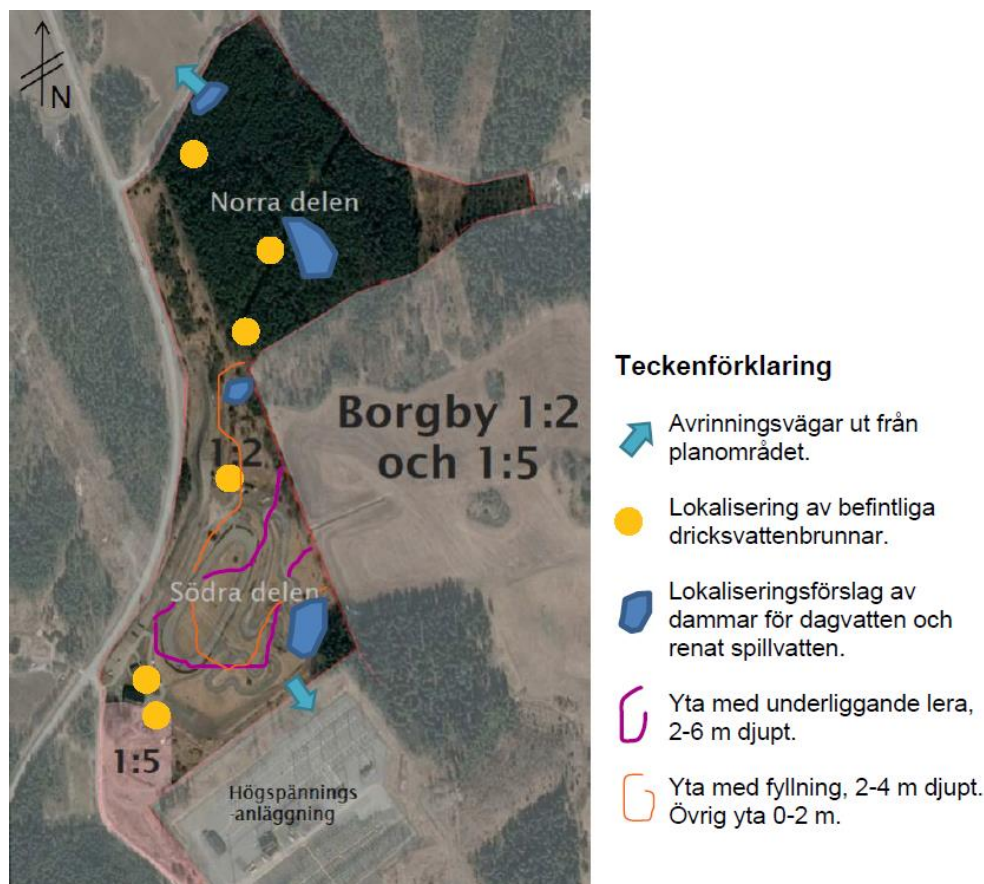 N
Norra delen
Borgby 1:2
och 1:5
1:2
Södra delen
1:5
Högspännings
-anläggning
Teckenförklaring
Avrinningsvägar ut från
planområdet.
Lokalisering av befintliga
dricksvattenbrunnar.
Lokaliseringsförslag av
dammar för dagvatten och
renat spillvatten.
Yta med underliggande lera,
2-6 m djupt.
Yta med fyllning, 2-4 m djupt.
Övrig yta 0-2 m.